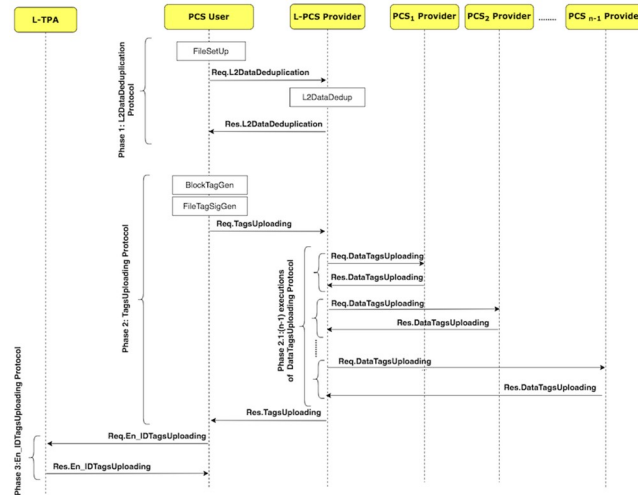 L-TPA
PCS User
L-PCS Provider
PCS1 Provider
PCS2 Provider
........
PCS n-1 Provider
FileSetUp
Req.L2DataDeduplication
L2DataDedup
Res.L2DataDeduplication
Phase 1: L2DataDeduplication
Protocol
BlockTagGen
FileTagSigGen
Req.TagsUploading
Phase 2: TagsUploading Protocol
Req.DataTagsUploading
Res.DataTagsUploading
Phase 2.1:(n-1) executions
of DataTagsUploading Protocol
Req.DataTagsUploading
Res.DataTagsUploading
........
Req.DataTagsUploading
Res.DataTagsUploading
Res.TagsUploading
Phase 3:En_IDTagsUploading Protocol
Req.En_IDTagsUploading
Res.En_IDTagsUploading